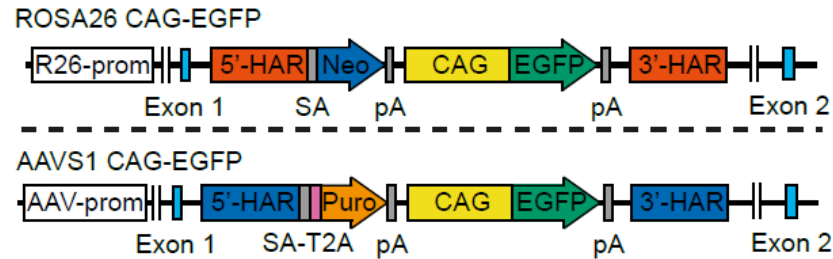 ROSA26 CAG-EGFP
R26-prom 5'-HAR Neo CAG EGFP 3'-HAR
Exon 1 SA pA pA Exon 2
AAVS1 CAG-EGFP
AAV-prom 5'-HAR Puro CAG EGFP 3'-HAR
Exon 1 SA-T2A pA pA Exon 2